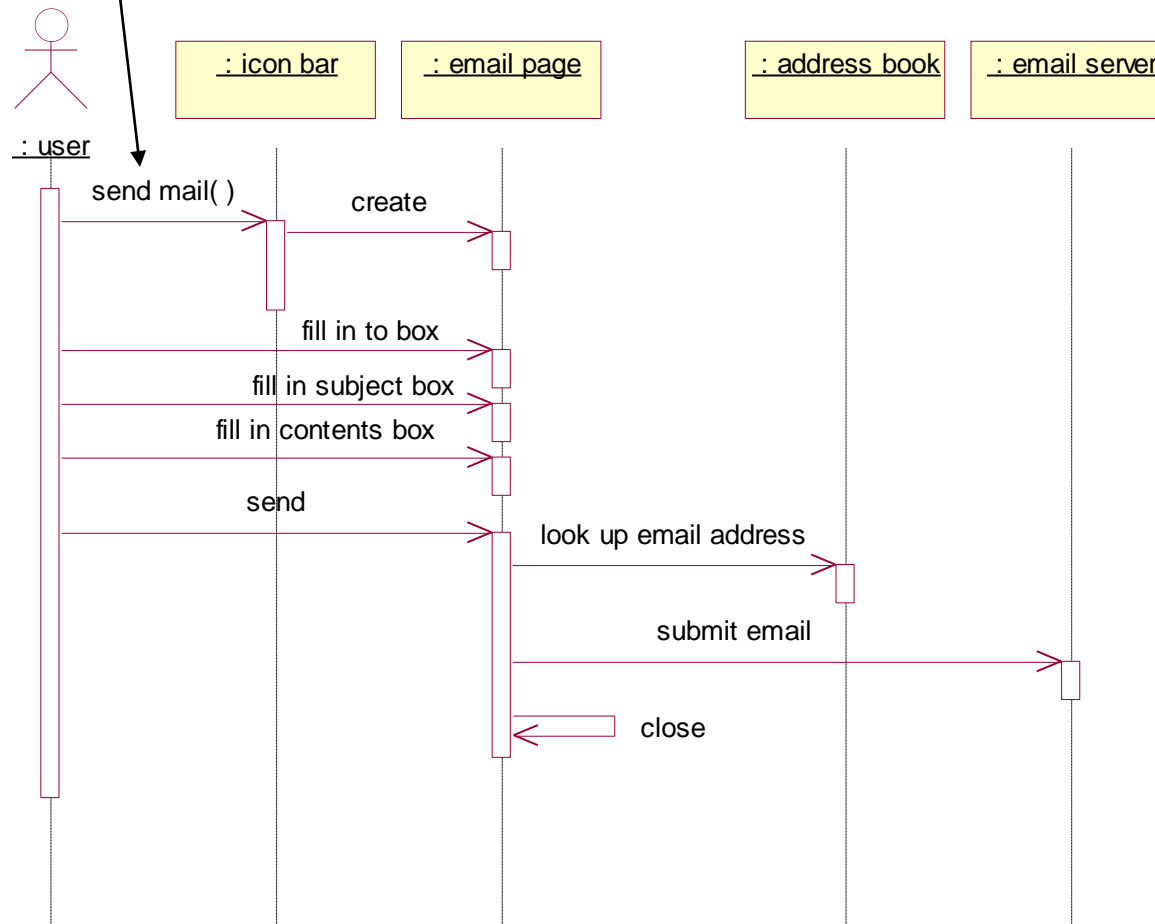 : icon bar
: email page
: address book
: email server
: user
send mail( )
create
fill in to box
fill in subject box
fill in contents box
send
look up email address
submit email
close